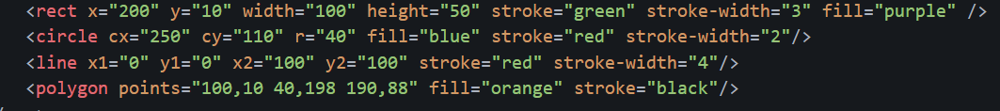 <rect x="200" y="10" width="100" height="50" stroke="green" stroke-width="3" fill="purple" />
<circle cx="250" cy="110" r="40" fill="blue" stroke="red" stroke-width="2"/>
<line x1="0" y1="0" x2="100" y2="100" stroke="red" stroke-width="4"/>
<polygon points="100,10 40,198 190,88" fill="orange" stroke="black"/>